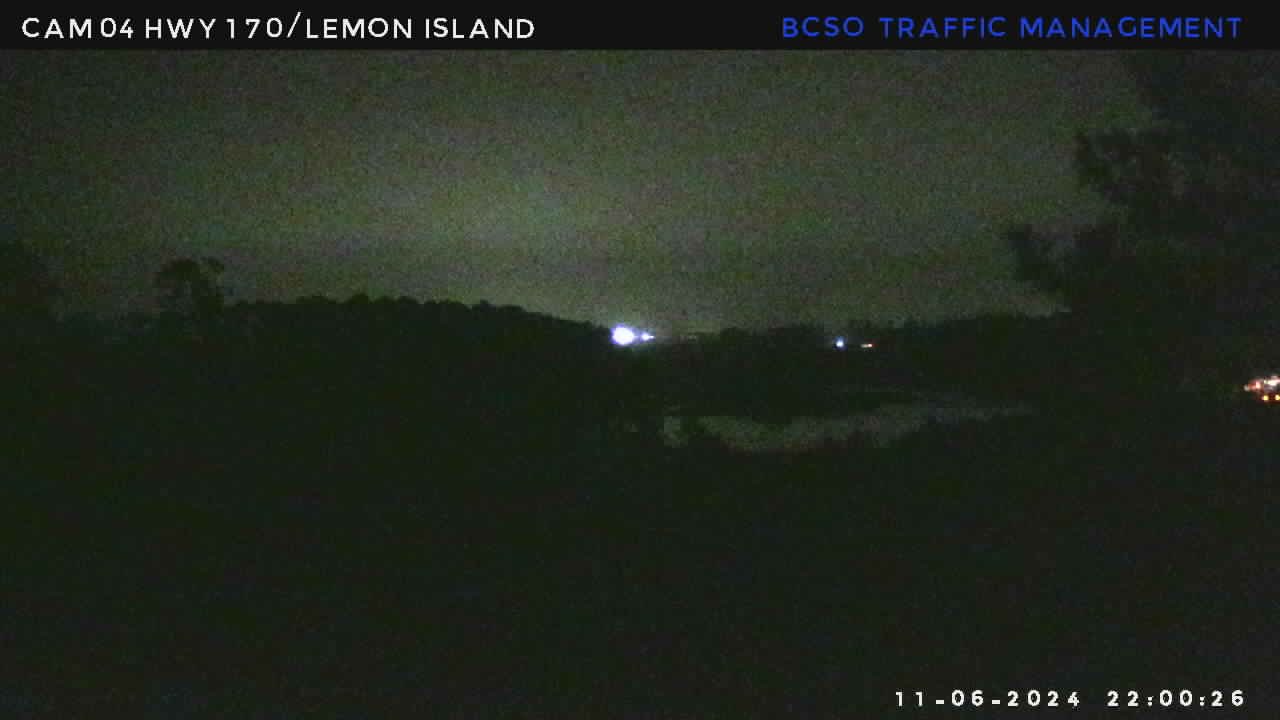 CAM04 HWY 170/LEMON ISLAND
BCSO TRAFFIC MANAGEMENT
11-06-2024 22:00:26